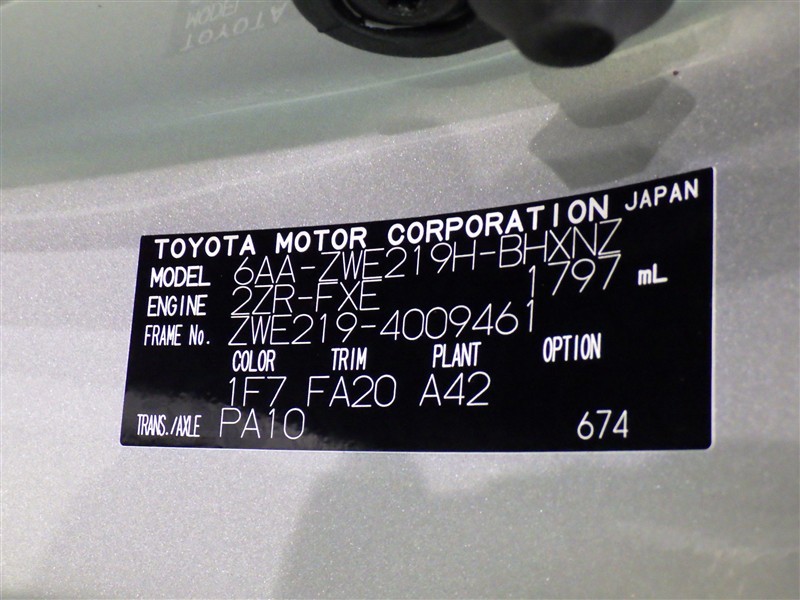 TOYOTA MOTOR CORPORATION JAPAN
MODEL 6AA-ZWE219H-BHXNZ
ENGINE 2ZR-FXE 1797 mL
FRAME No. ZWE219-4009461
COLOR TRIM PLANT OPTION
1F7 FA20 A42
TRANS./AXLE PA10 674